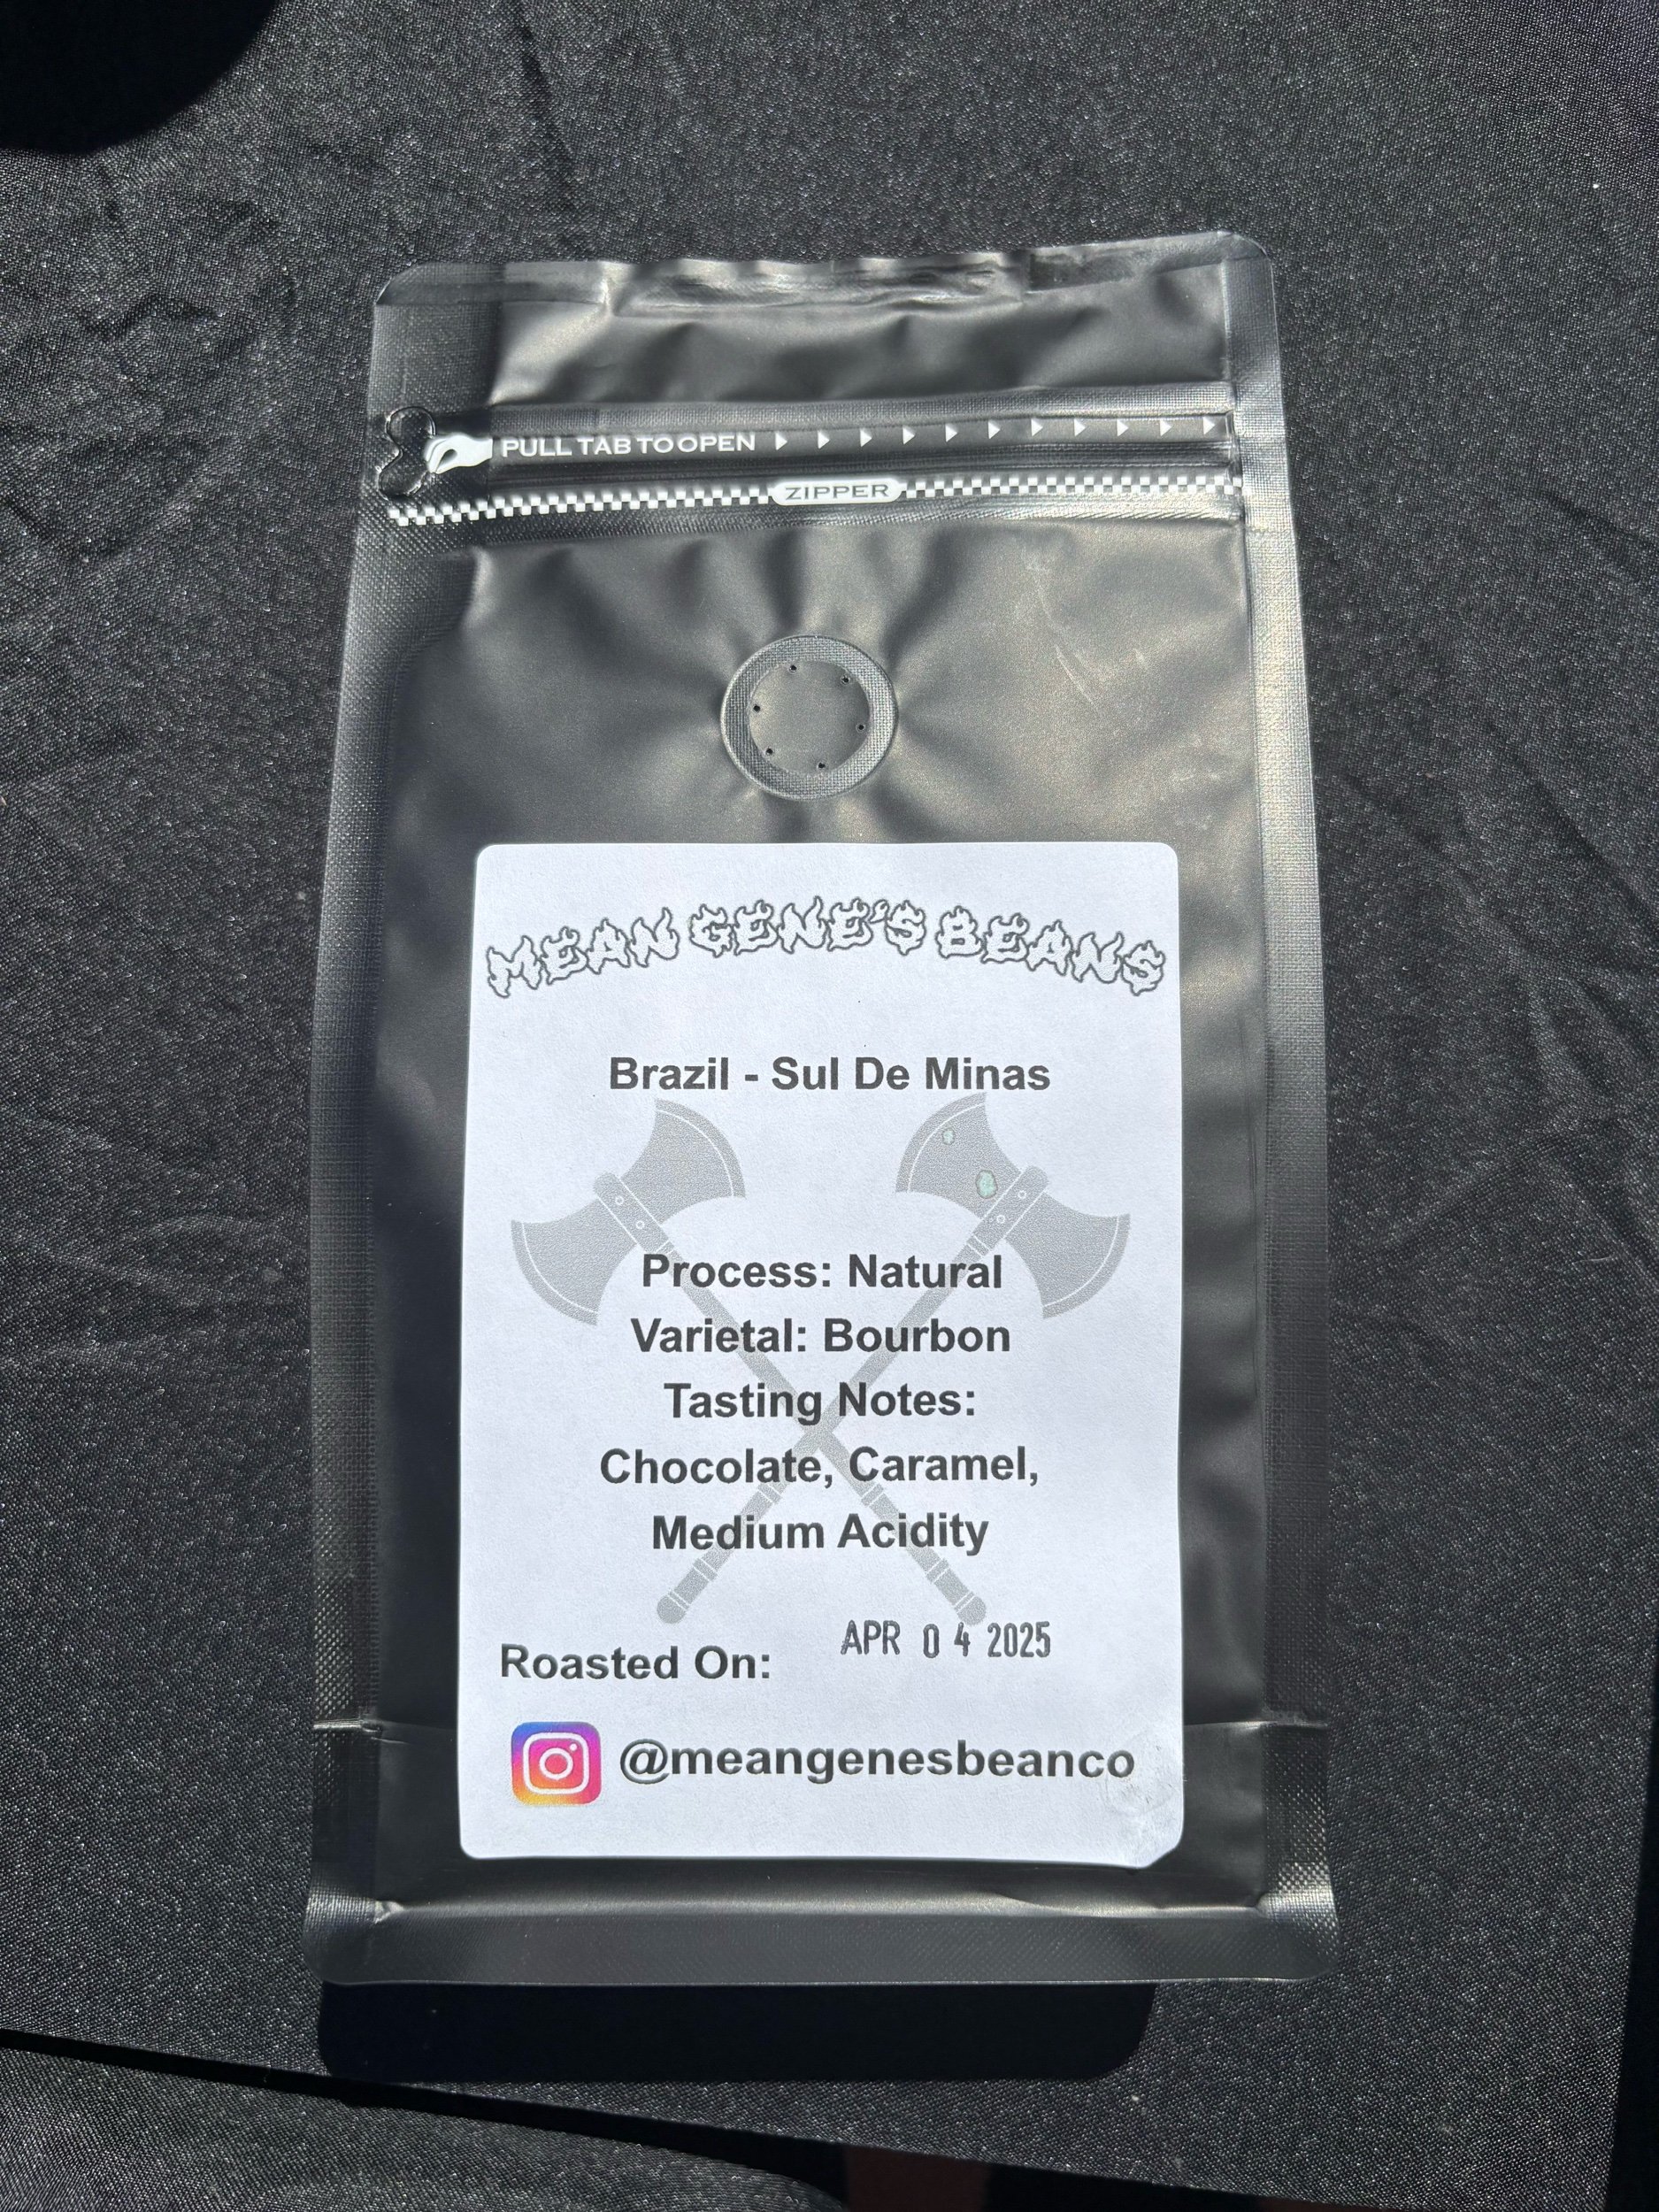 PULL TAB TO OPEN
ZIPPER
MEAN GENE'S BEANS
Brazil - Sul De Minas
Process: Natural
Varietal: Bourbon
Tasting Notes:
Chocolate, Caramel,
Medium Acidity
Roasted On: APR 04 2025
@meangenesbeanco